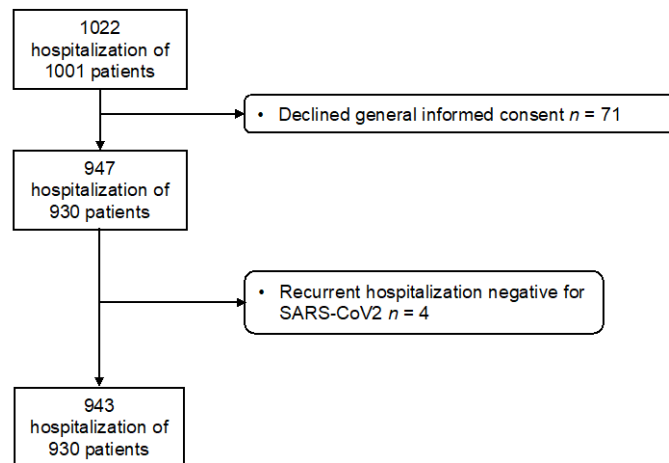 1022
hospitalization of
1001 patients
• Declined general informed consent n = 71
947
hospitalization of
930 patients
• Recurrent hospitalization negative for
SARS-CoV2 n = 4
943
hospitalization of
930 patients